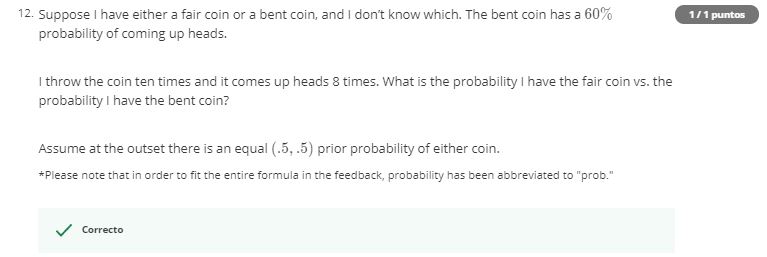 12. Suppose I have either a fair coin or a bent coin, and I don't know which. The bent coin has a 60%
1 / 1 puntos
probability of coming up heads.
I throw the coin ten times and it comes up heads 8 times. What is the probability I have the fair coin vs. the
probability I have the bent coin?
Assume at the outset there is an equal (.5, .5) prior probability of either coin.
*Please note that in order to fit the entire formula in the feedback, probability has been abbreviated to "prob."
Correcto